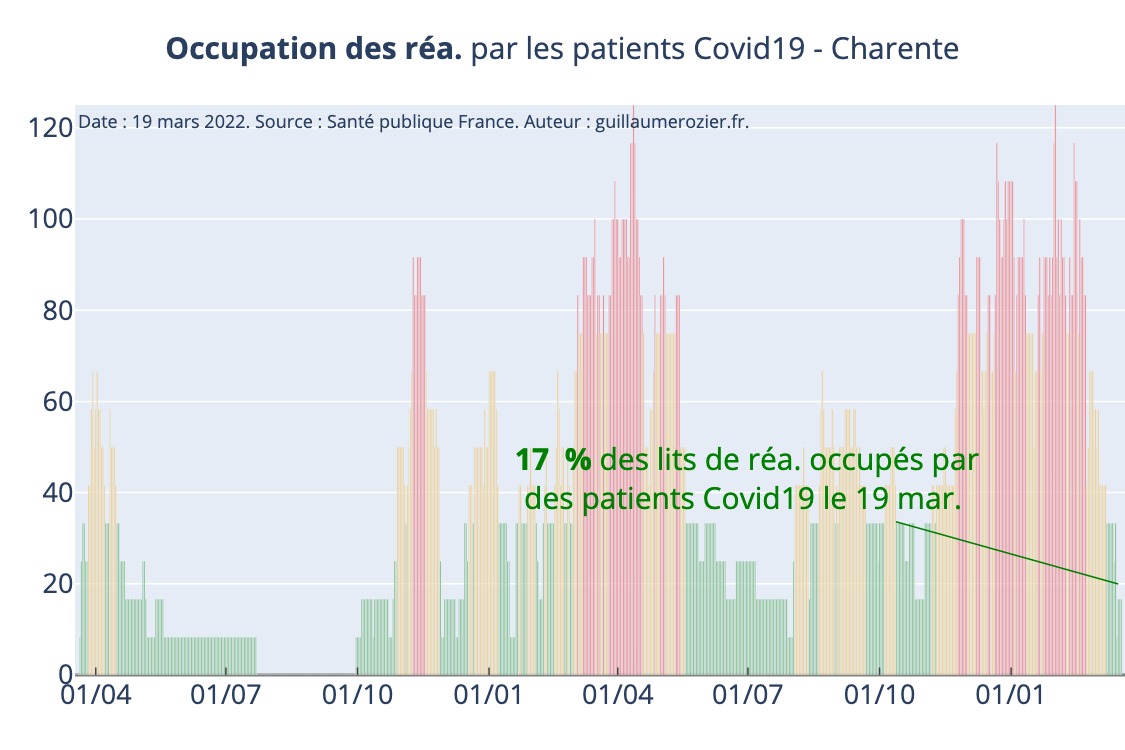 Occupation des réa. par les patients Covid19 - Charente
Date : 19 mars 2022. Source : Santé publique France. Auteur : guillaumerozier.fr.
120
100
80
60
40
20
0
17 % des lits de réa. occupés par
des patients Covid19 le 19 mar.
01/04 01/07 01/10 01/01 01/04 01/07 01/10 01/01